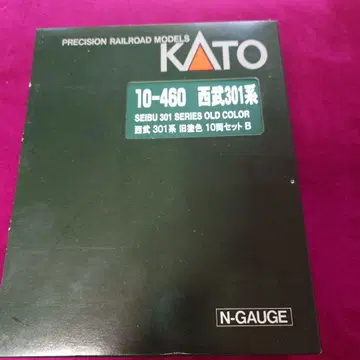 PRECISION RAILROAD MODELS
KATO
10-460 西武301系
SEIBU 301 SERIES OLD COLOR
西武 301系 旧塗色 10両セット B
N-GAUGE